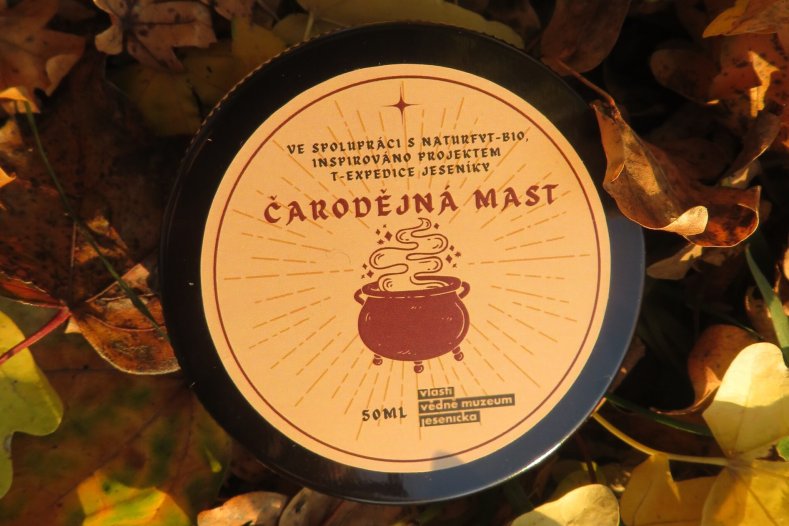 VE SPOLUPRÁCI S NATURFYT-BIO,
INSPIROVÁNO PROJEKTEM
T-EXPEDICE JESENÍKY
ČARODĚJNÁ MAST
50ML
vlasti
vědné muzeum
jesenicka